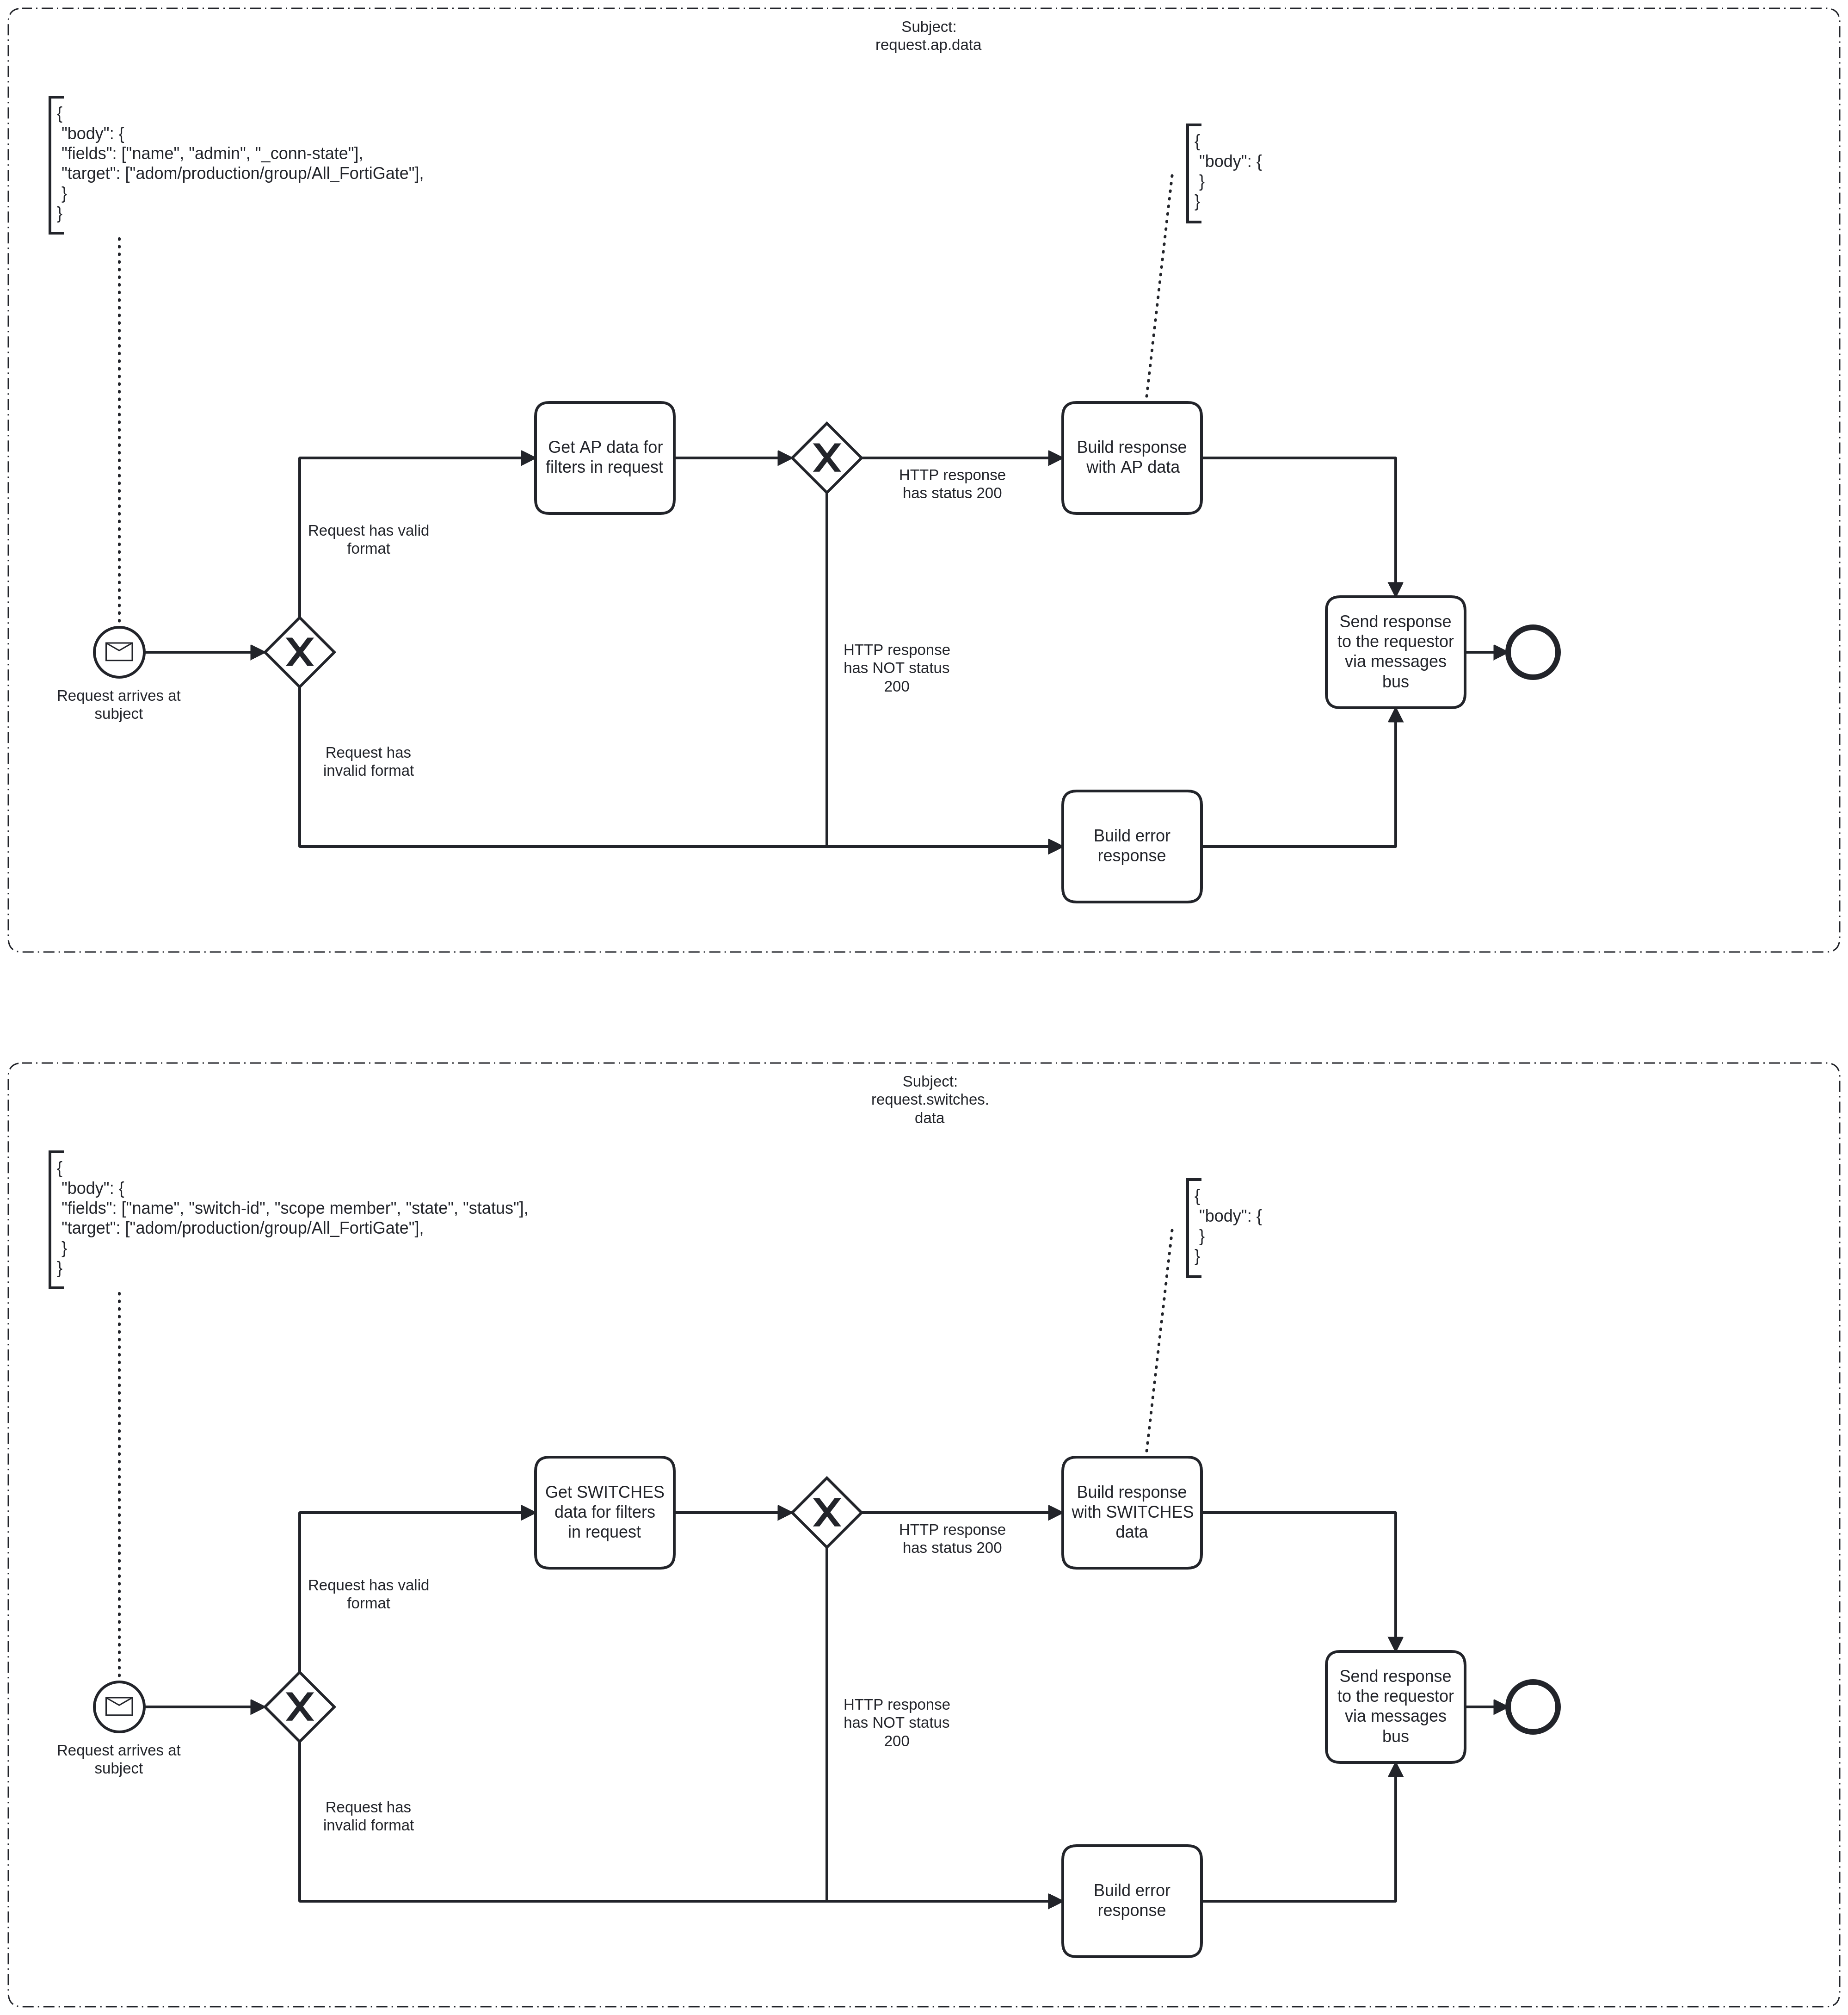 Subject:
request.ap.data
{
"body": {
"fields": ["name", "admin", "_conn-state"],
"target": ["adom/production/group/All_FortiGate"],
}
}
{
"body": {
}
}
Get AP data for
filters in request
Build response
with AP data
HTTP response
has status 200
Request has valid
format
Send response
to the requestor
via messages
bus
HTTP response
has NOT status
200
Request arrives at
subject
Request has
invalid format
Build error
response
Subject:
request.switches.
data
{
"body": {
"fields": ["name", "switch-id", "scope member", "state", "status"],
"target": ["adom/production/group/All_FortiGate"],
}
}
{
"body": {
}
}
Get SWITCHES
data for filters
in request
Build response
with SWITCHES
data
HTTP response
has status 200
Request has valid
format
Send response
to the requestor
via messages
bus
HTTP response
has NOT status
200
Request arrives at
subject
Request has
invalid format
Build error
response